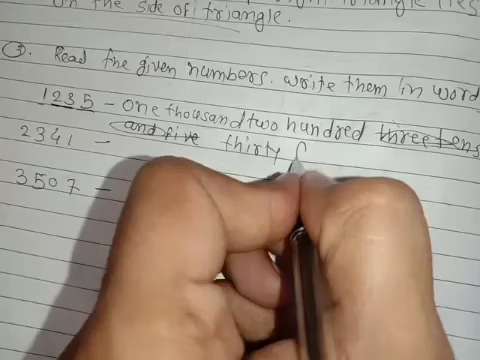 on the side of triangle.
③. Read the given numbers. write them in word
1235 - One thousand two hundred three tens
and five thirty f
2341 -
3507 -